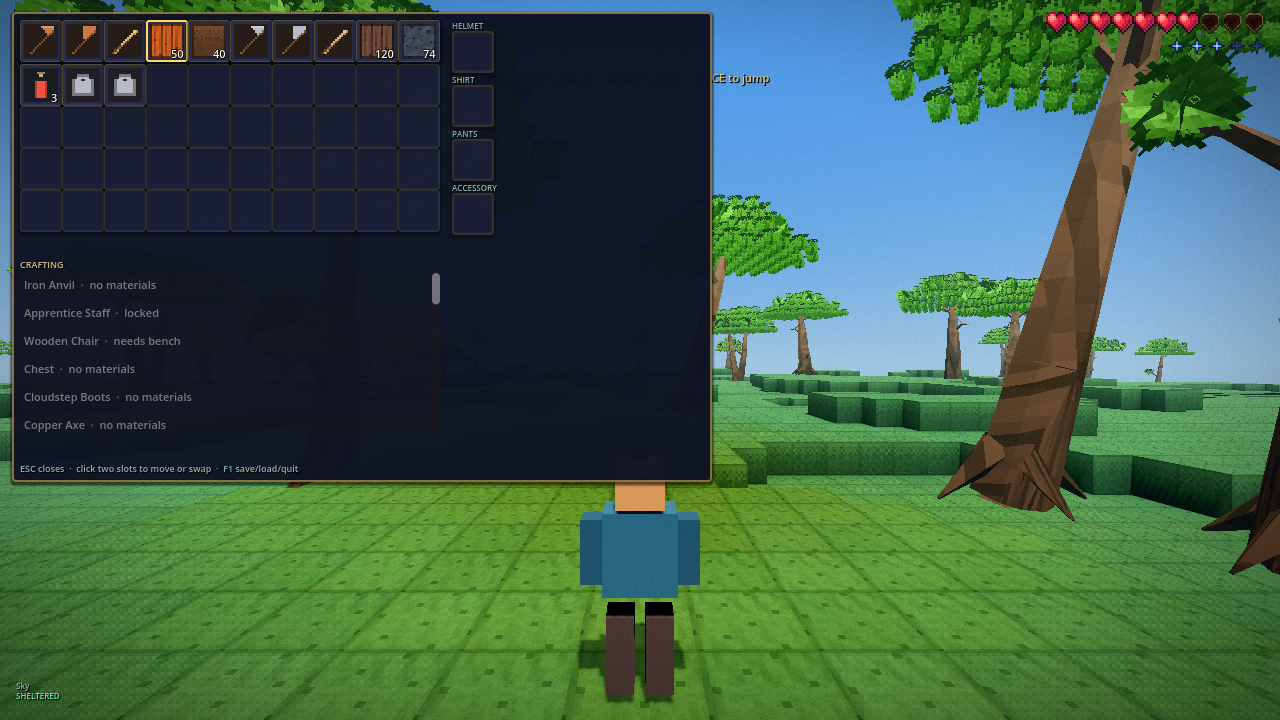 50 40 120 74
3
HELMET
SHIRT
CE to jump
PANTS
ACCESSORY
CRAFTING
Iron Anvil · no materials
Apprentice Staff · locked
Wooden Chair · needs bench
Chest · no materials
Cloudstep Boots · no materials
Copper Axe · no materials
ESC closes · click two slots to move or swap · F1 save/load/quit
Sky
SHELTERED